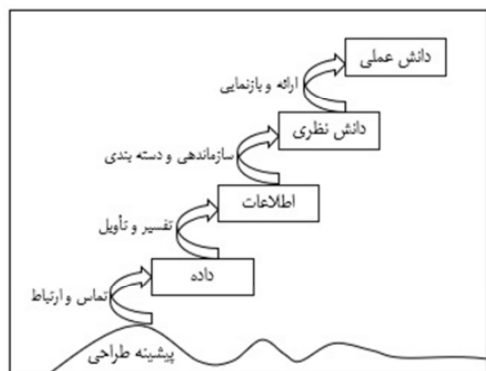 دانش عملی
ارائه و بازنمایی
دانش نظری
سازماندهی و دسته بندی
اطلاعات
تفسیر و تأویل
داده
تماس و ارتباط
پیشینه طراحی